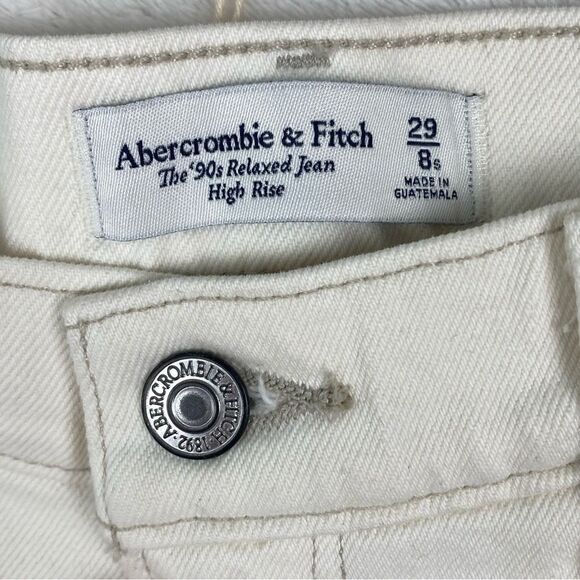 Abercrombie & Fitch
The '90s Relaxed Jean
High Rise
29
8s
MADE IN
GUATEMALA
ABERCROMBIE & FITCH · 1892 ·